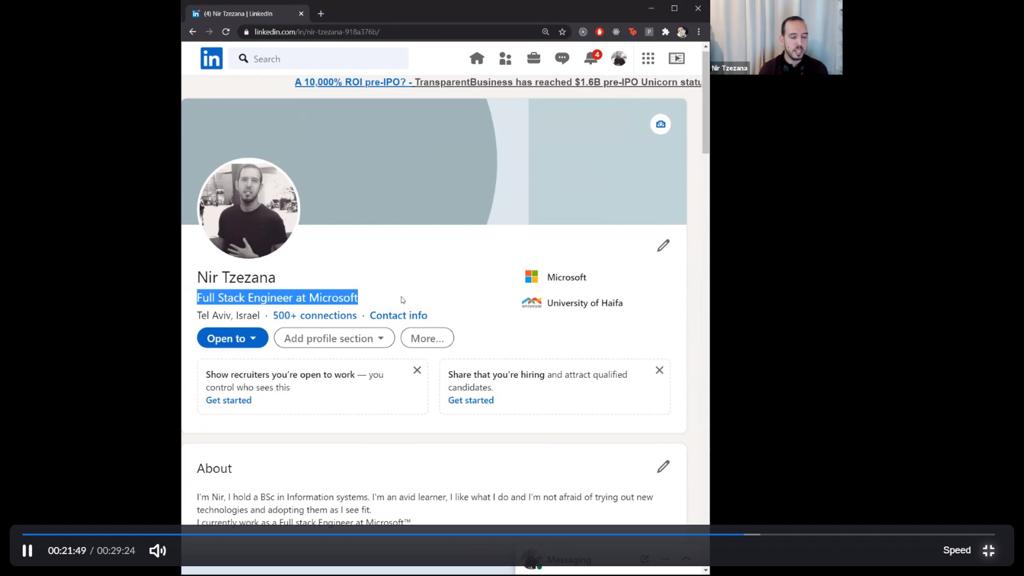 (4) Nir Tzezana | LinkedIn
linkedin.com/in/nir-tzezana-918a376b/
in
Search
4
A 10,000% ROI pre-IPO? - TransparentBusiness has reached $1.6B pre-IPO Unicorn statu
Nir Tzezana
Nir Tzezana
Full Stack Engineer at Microsoft
Tel Aviv, Israel · 500+ connections · Contact info
Microsoft
University of Haifa
Open to
Add profile section
More...
Show recruiters you're open to work — you
control who sees this
Get started
Share that you're hiring and attract qualified
candidates.
Get started
About
I'm Nir, I hold a BSc in Information systems. I'm an avid learner, I like what I do and I'm not afraid of trying out new
technologies and adopting them as I see fit.
I currently work as a Full stack Engineer at Microsoft™
Messaging
00:21:49 / 00:29:24
Speed